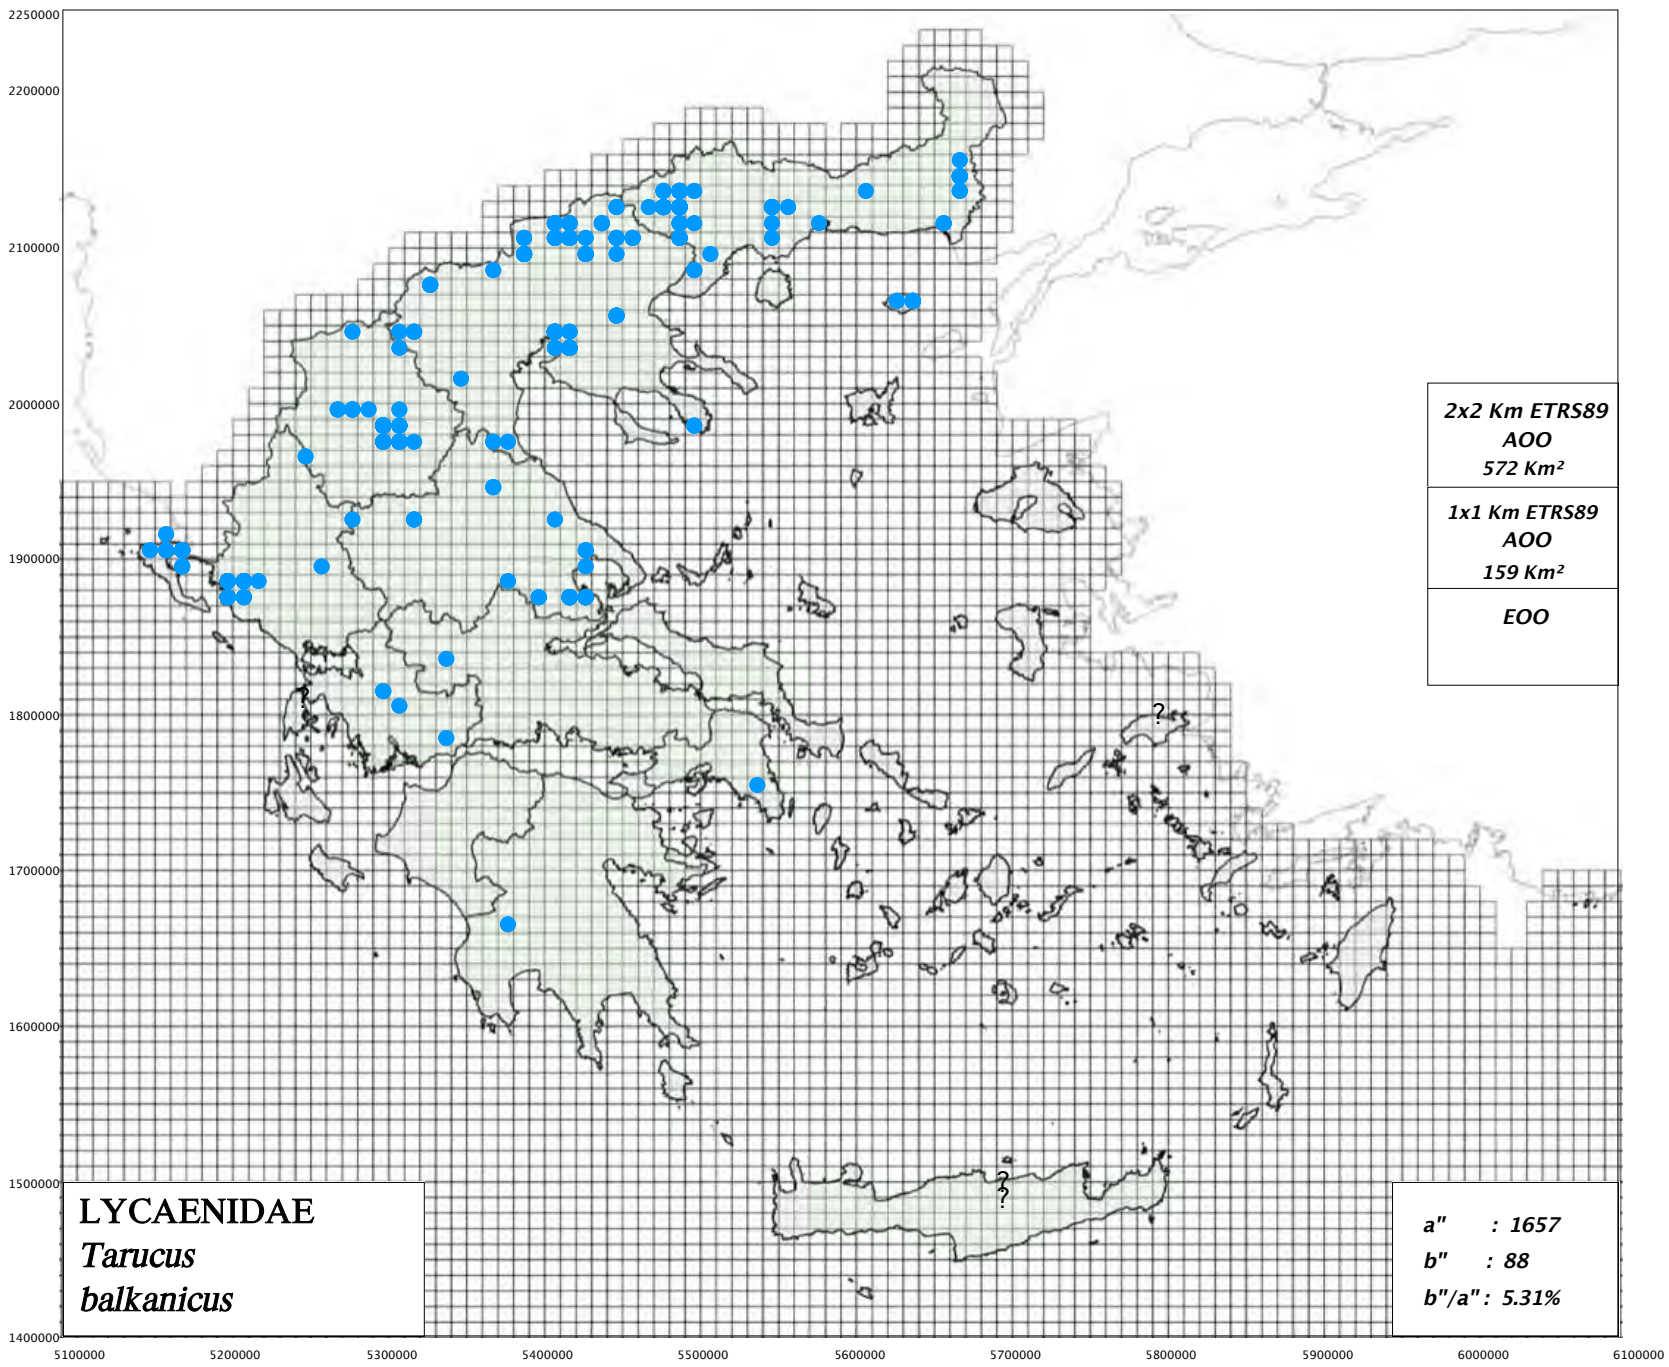 2250000
2200000
2100000
2000000
1900000
1800000
1700000
1600000
1500000
1400000
5100000 5200000 5300000 5400000 5500000 5600000 5700000 5800000 5900000 6000000 6100000
2x2 Km ETRS89
AOO
572 Km²
1x1 Km ETRS89
AOO
159 Km²
EOO
?
?
?
?
LYCAENIDAE
Tarucus
balkanicus
a" : 1657
b" : 88
b"/a" : 5.31%